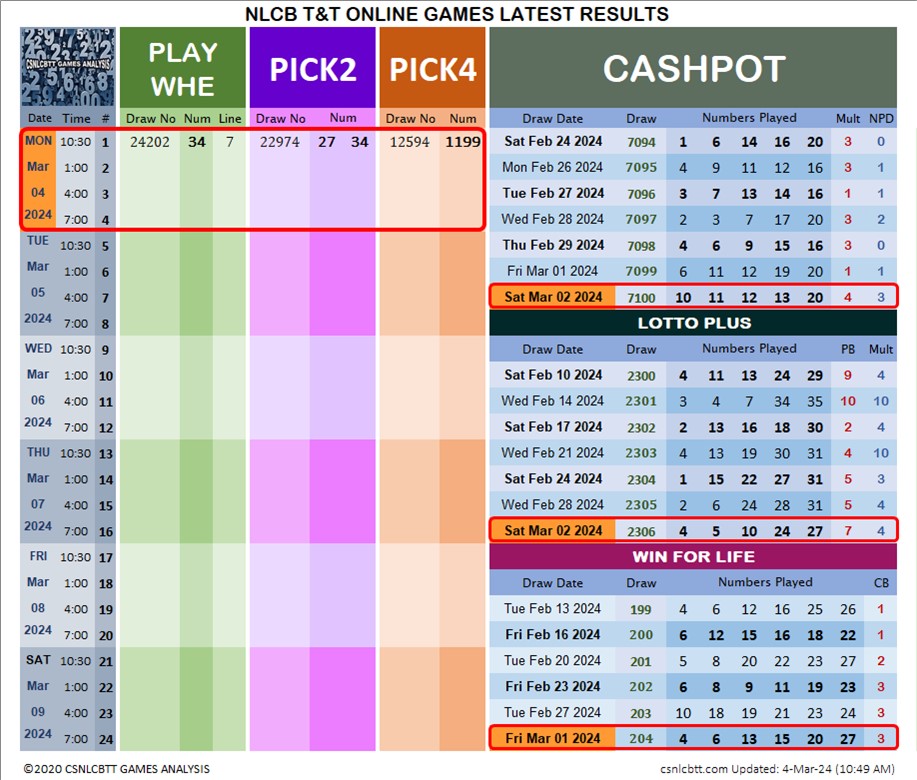 NLCB T&T ONLINE GAMES LATEST RESULTS
CSNLCBTT GAMES ANALYSIS
PLAY WHE PICK2 PICK4
Date Time # Draw No Num Line Draw No Num Draw No Num
MON 10:30 1 24202 34 7 22974 27 34 12594 1199
Mar 1:00 2
04 4:00 3
2024 7:00 4
TUE 10:30 5
Mar 1:00 6
05 4:00 7
2024 7:00 8
WED 10:30 9
Mar 1:00 10
06 4:00 11
2024 7:00 12
THU 10:30 13
Mar 1:00 14
07 4:00 15
2024 7:00 16
FRI 10:30 17
Mar 1:00 18
08 4:00 19
2024 7:00 20
SAT 10:30 21
Mar 1:00 22
09 4:00 23
2024 7:00 24
CASHPOT
Draw Date Draw Numbers Played Mult NPD
Sat Feb 24 2024 7094 1 6 14 16 20 3 0
Mon Feb 26 2024 7095 4 9 11 12 16 3 1
Tue Feb 27 2024 7096 3 7 13 14 16 1 1
Wed Feb 28 2024 7097 2 3 7 17 20 3 2
Thu Feb 29 2024 7098 4 6 9 15 16 3 0
Fri Mar 01 2024 7099 6 11 12 19 20 1 1
Sat Mar 02 2024 7100 10 11 12 13 20 4 3
LOTTO PLUS
Draw Date Draw Numbers Played PB Mult
Sat Feb 10 2024 2300 4 11 13 24 29 9 4
Wed Feb 14 2024 2301 3 4 7 34 35 10 10
Sat Feb 17 2024 2302 2 13 16 18 30 2 4
Wed Feb 21 2024 2303 4 13 19 30 31 4 10
Sat Feb 24 2024 2304 1 15 22 27 31 5 3
Wed Feb 28 2024 2305 2 6 24 28 31 5 4
Sat Mar 02 2024 2306 4 5 10 24 27 7 4
WIN FOR LIFE
Draw Date Draw Numbers Played CB
Tue Feb 13 2024 199 4 6 12 16 25 26 1
Fri Feb 16 2024 200 6 12 15 16 18 22 1
Tue Feb 20 2024 201 5 8 20 22 23 27 2
Fri Feb 23 2024 202 6 8 9 11 19 23 3
Tue Feb 27 2024 203 10 18 19 21 23 24 3
Fri Mar 01 2024 204 4 6 13 15 20 27 3
©2020 CSNLCBTT GAMES ANALYSIS
csnlcbtt.com Updated: 4-Mar-24 (10:49 AM)